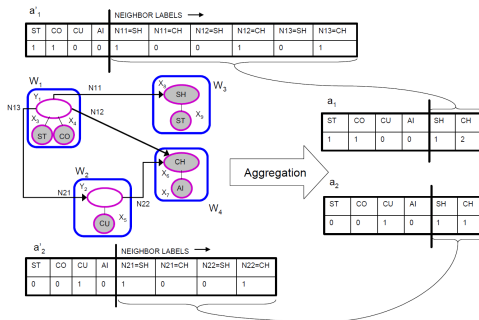 a'1 NEIGHBOR LABELS
ST CO CU AI N11=SH N11=CH N12=SH N12=CH N13=SH N13=CH
1 1 0 0 1 0 0 1 0 1
W1
Y1
X3
X4
ST CO
N11
N12
N13
X8
SH
W3
ST
X9
CH
X6
AI
X7
W4
W2
Y2
CU
X5
N21
N22
Aggregation
a1
ST CO CU AI SH CH
1 1 0 0 1 2
a2
ST CO CU AI SH CH
0 0 1 0 1 1
a'2 NEIGHBOR LABELS
ST CO CU AI N21=SH N21=CH N22=SH N22=CH
0 0 1 0 1 0 0 1